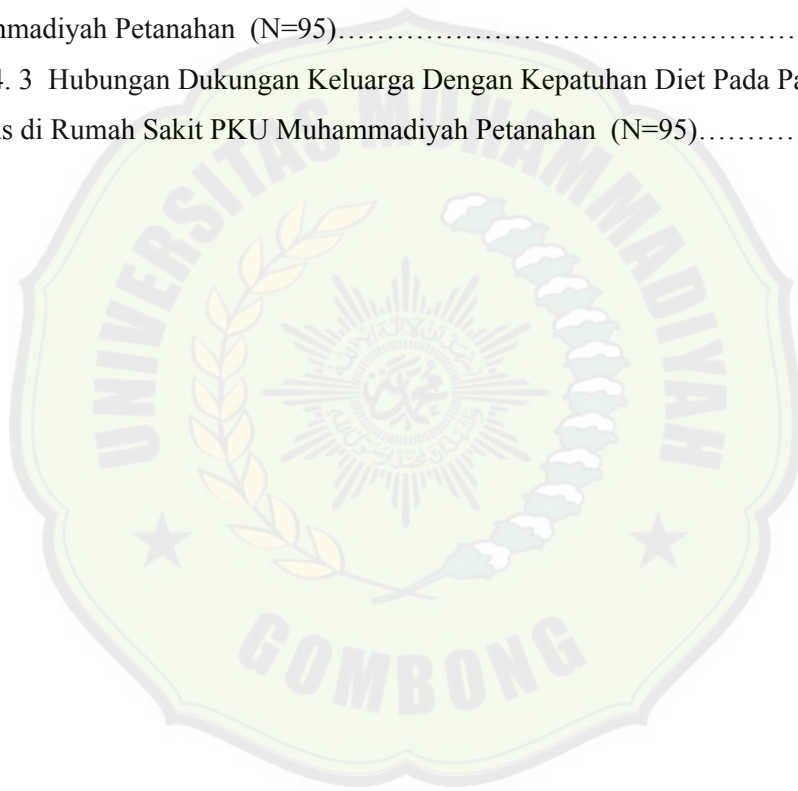 mmadiyah Petanahan (N=95)……………………………………………
4. 3 Hubungan Dukungan Keluarga Dengan Kepatuhan Diet Pada Pa
s di Rumah Sakit PKU Muhammadiyah Petanahan (N=95)……….
UNIVERSITAS MUHAMMADIYAH
GOMBONG